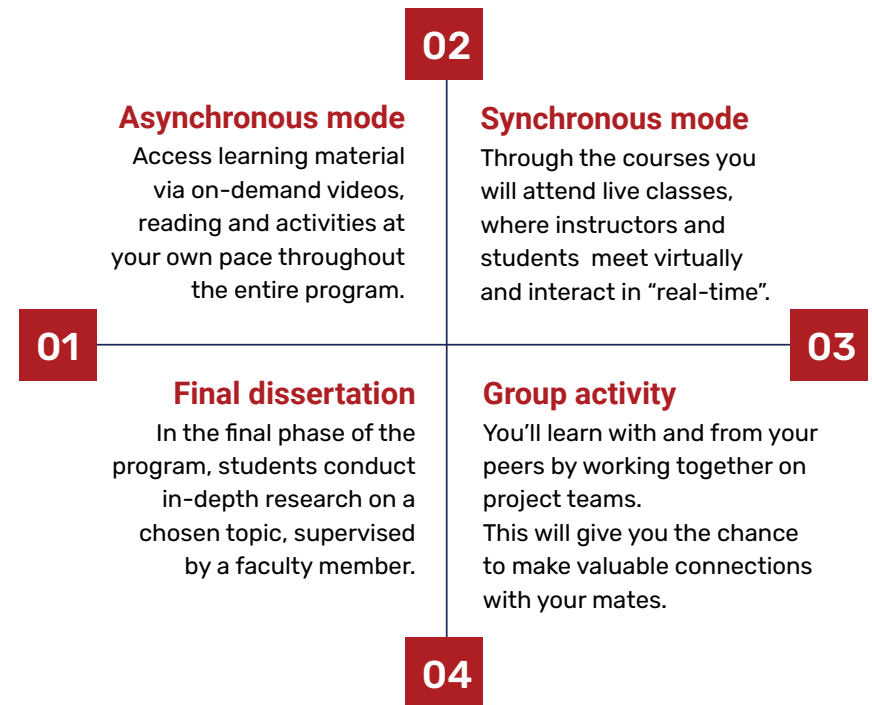 02
Asynchronous mode
Access learning material
via on-demand videos,
reading and activities at
your own pace throughout
the entire program.
Synchronous mode
Through the courses you
will attend live classes,
where instructors and
students  meet virtually
and interact in “real-time”.
01
03
Final dissertation
In the final phase of the
program, students conduct
in-depth research on a
chosen topic, supervised
by a faculty member.
Group activity
You’ll learn with and from your
peers by working together on
project teams.
This will give you the chance
to make valuable connections
with your mates.
04